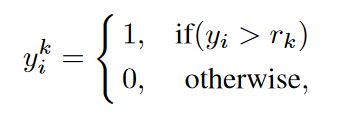 y_i^k = { 1, if(y_i > r_k)
0, otherwise,